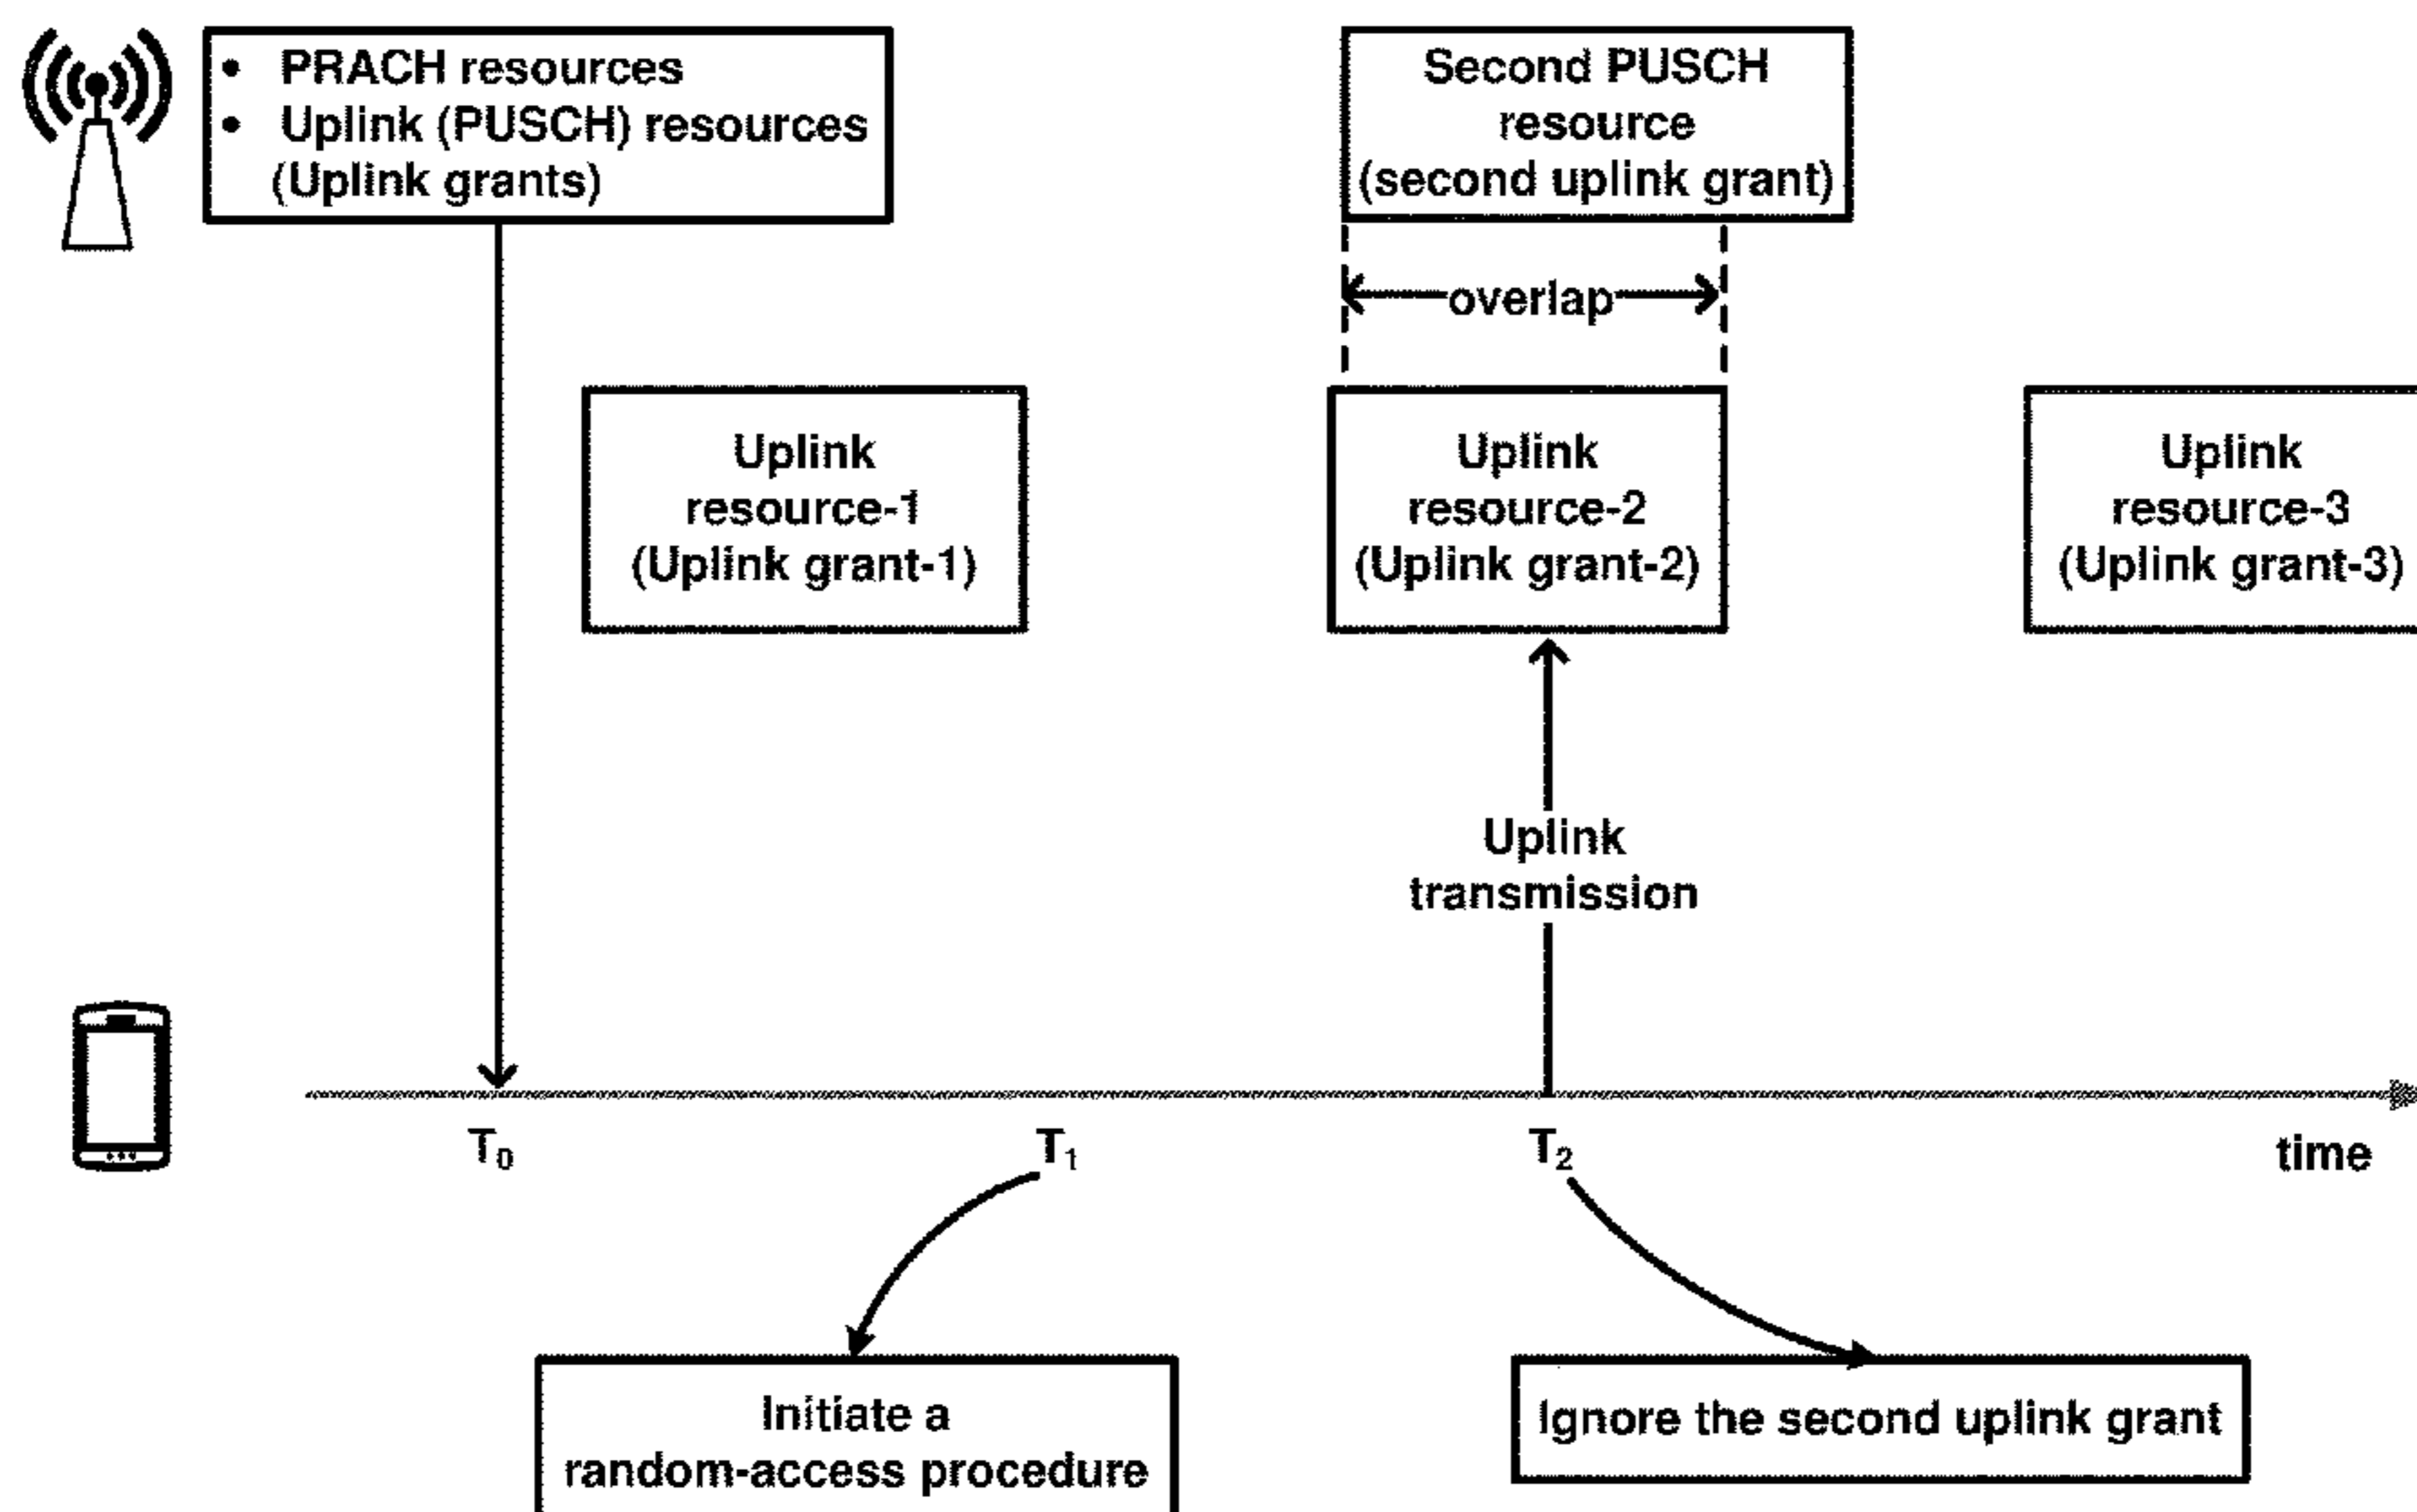 • PRACH resources
• Uplink (PUSCH) resources
(Uplink grants)
Second PUSCH
resource
(second uplink grant)
overlap
Uplink
resource-1
(Uplink grant-1)
Uplink
resource-2
(Uplink grant-2)
Uplink
resource-3
(Uplink grant-3)
Uplink
transmission
T₀
T₁
T₂
time
Initiate a
random-access procedure
Ignore the second uplink grant